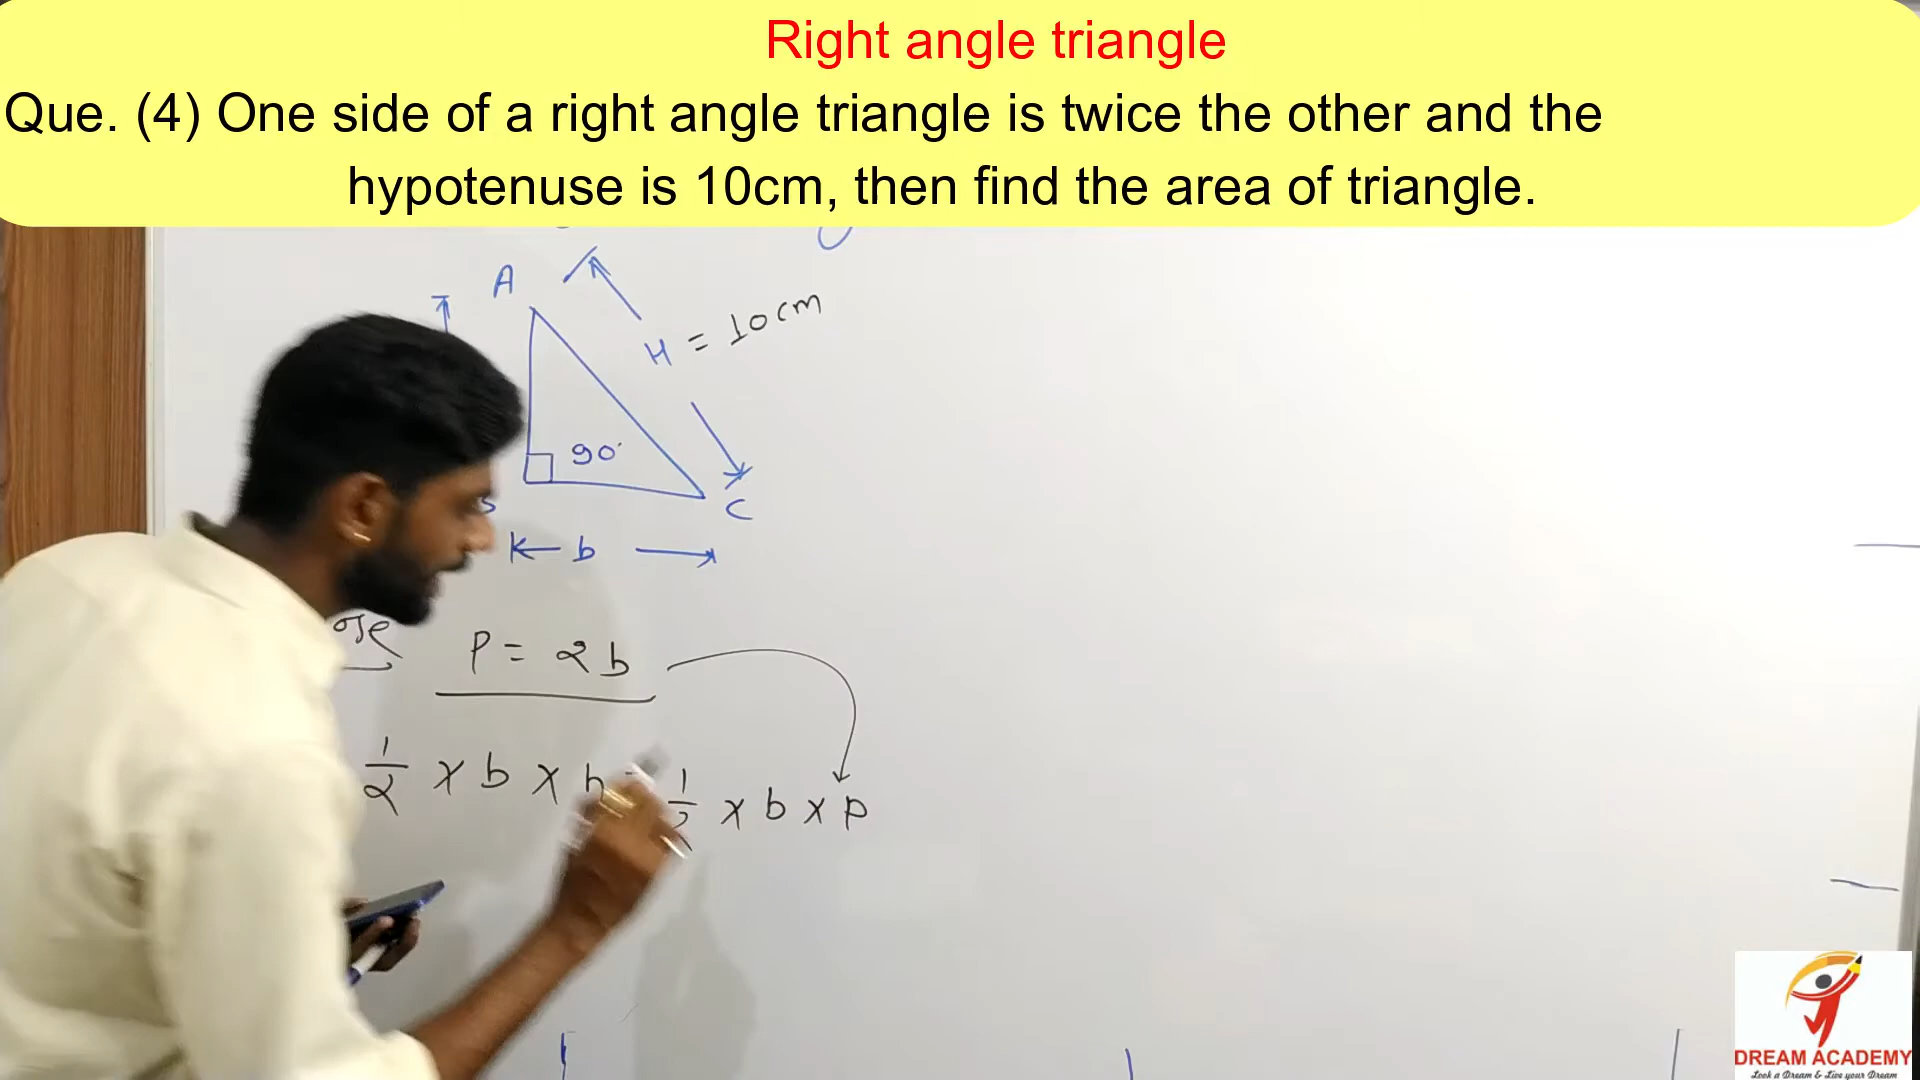 Right angle triangle
Que. (4) One side of a right angle triangle is twice the other and the
hypotenuse is 10cm, then find the area of triangle.
A
H = 10cm
90°
C
b
P = 2b
1/2 × b × h
1/2 × b × p
DREAM ACADEMY
Look a Dream & Live your Dream